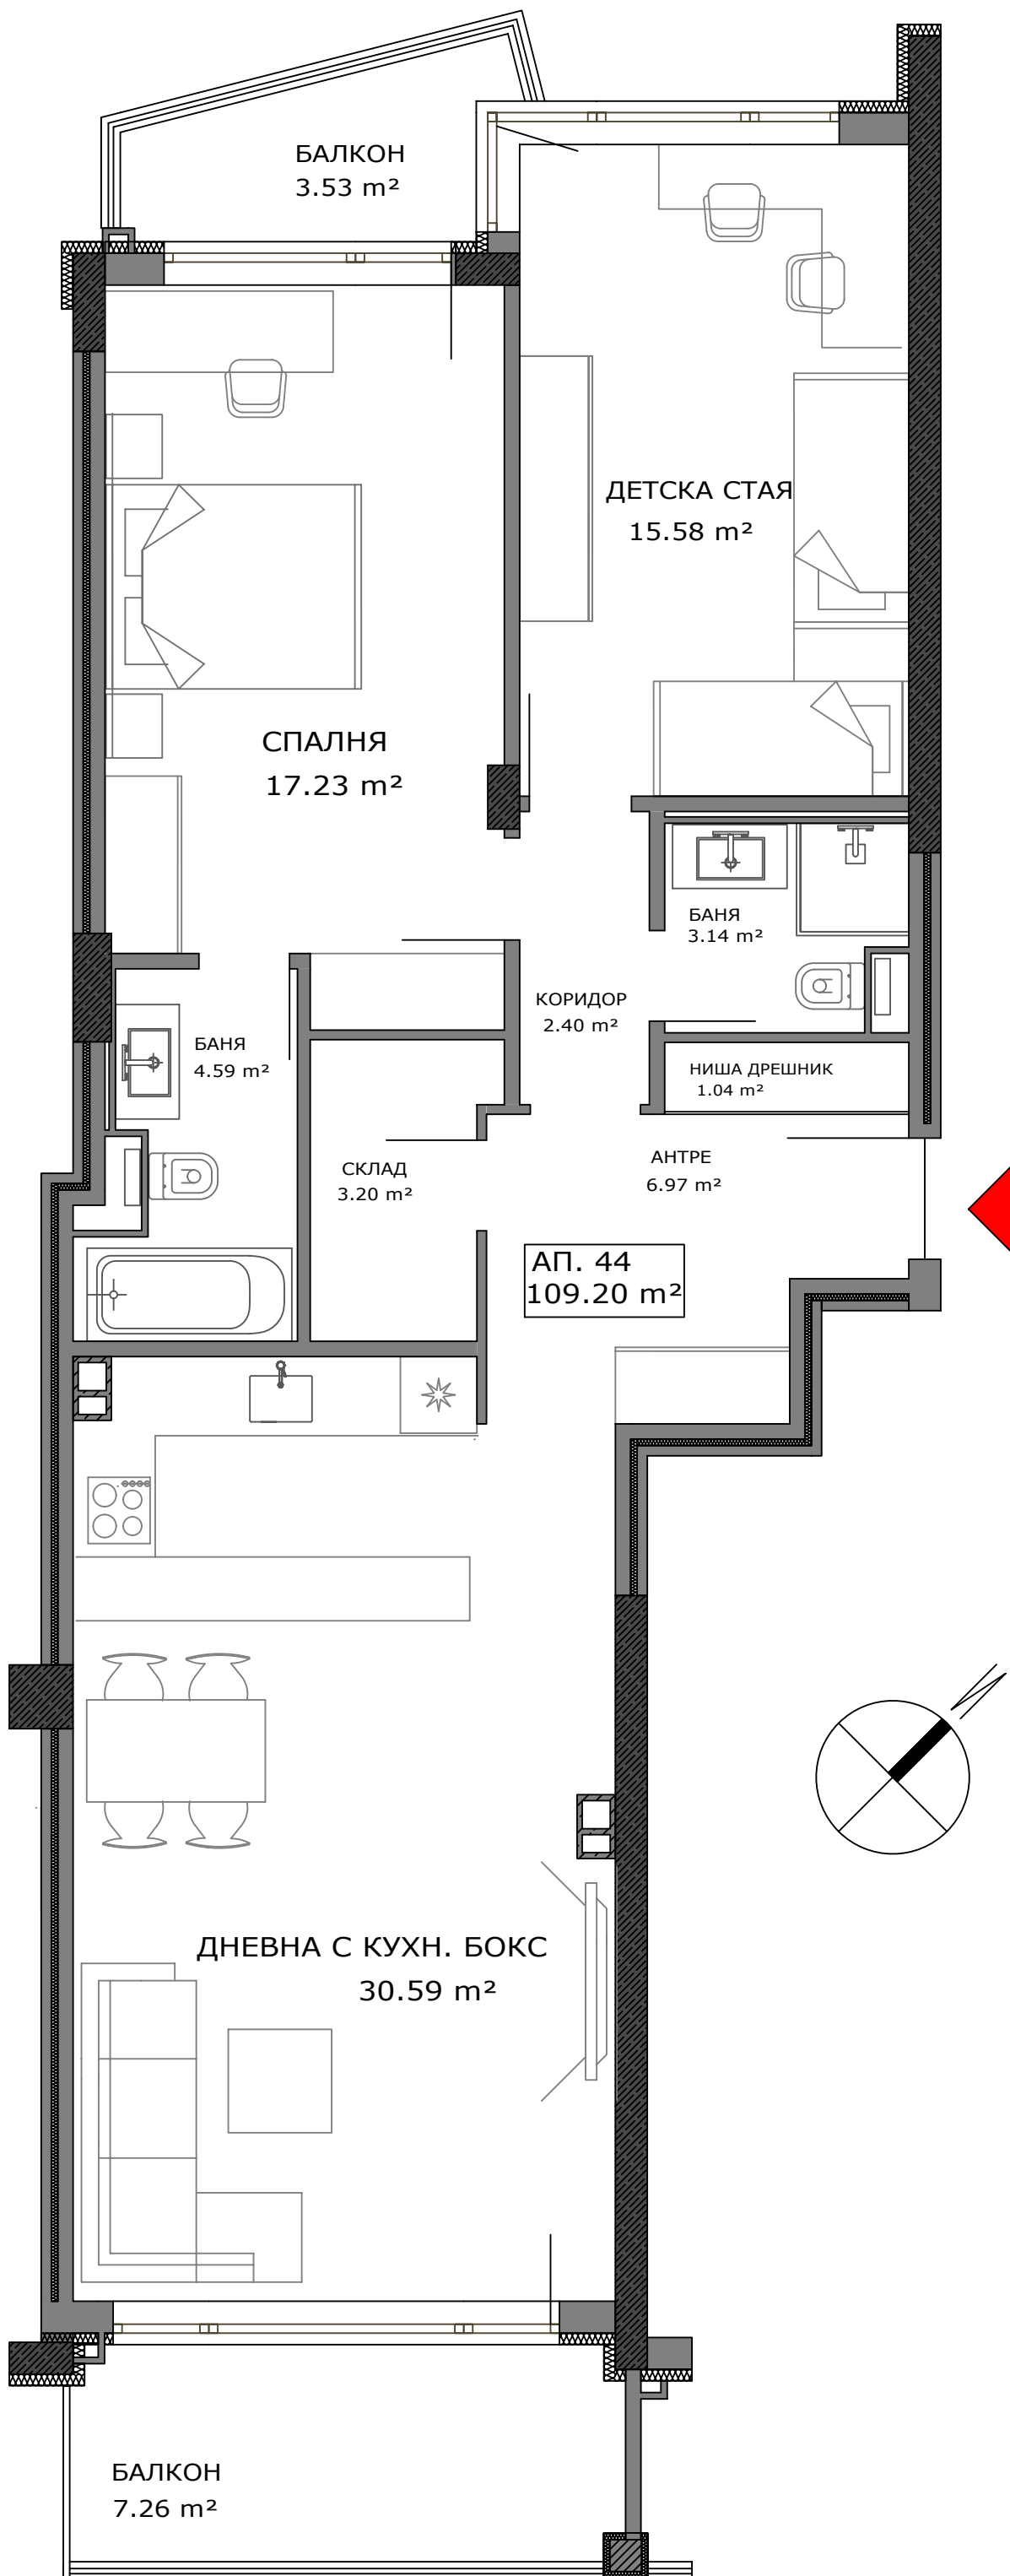 БАЛКОН
3.53 m²
ДЕТСКА СТАЯ
15.58 m²
СПАЛНЯ
17.23 m²
БАНЯ
3.14 m²
КОРИДОР
2.40 m²
БАНЯ
4.59 m²
НИША ДРЕШНИК
1.04 m²
СКЛАД
3.20 m²
АНТРЕ
6.97 m²
АП. 44
109.20 m²
ДНЕВНА С КУХН. БОКС
30.59 m²
БАЛКОН
7.26 m²